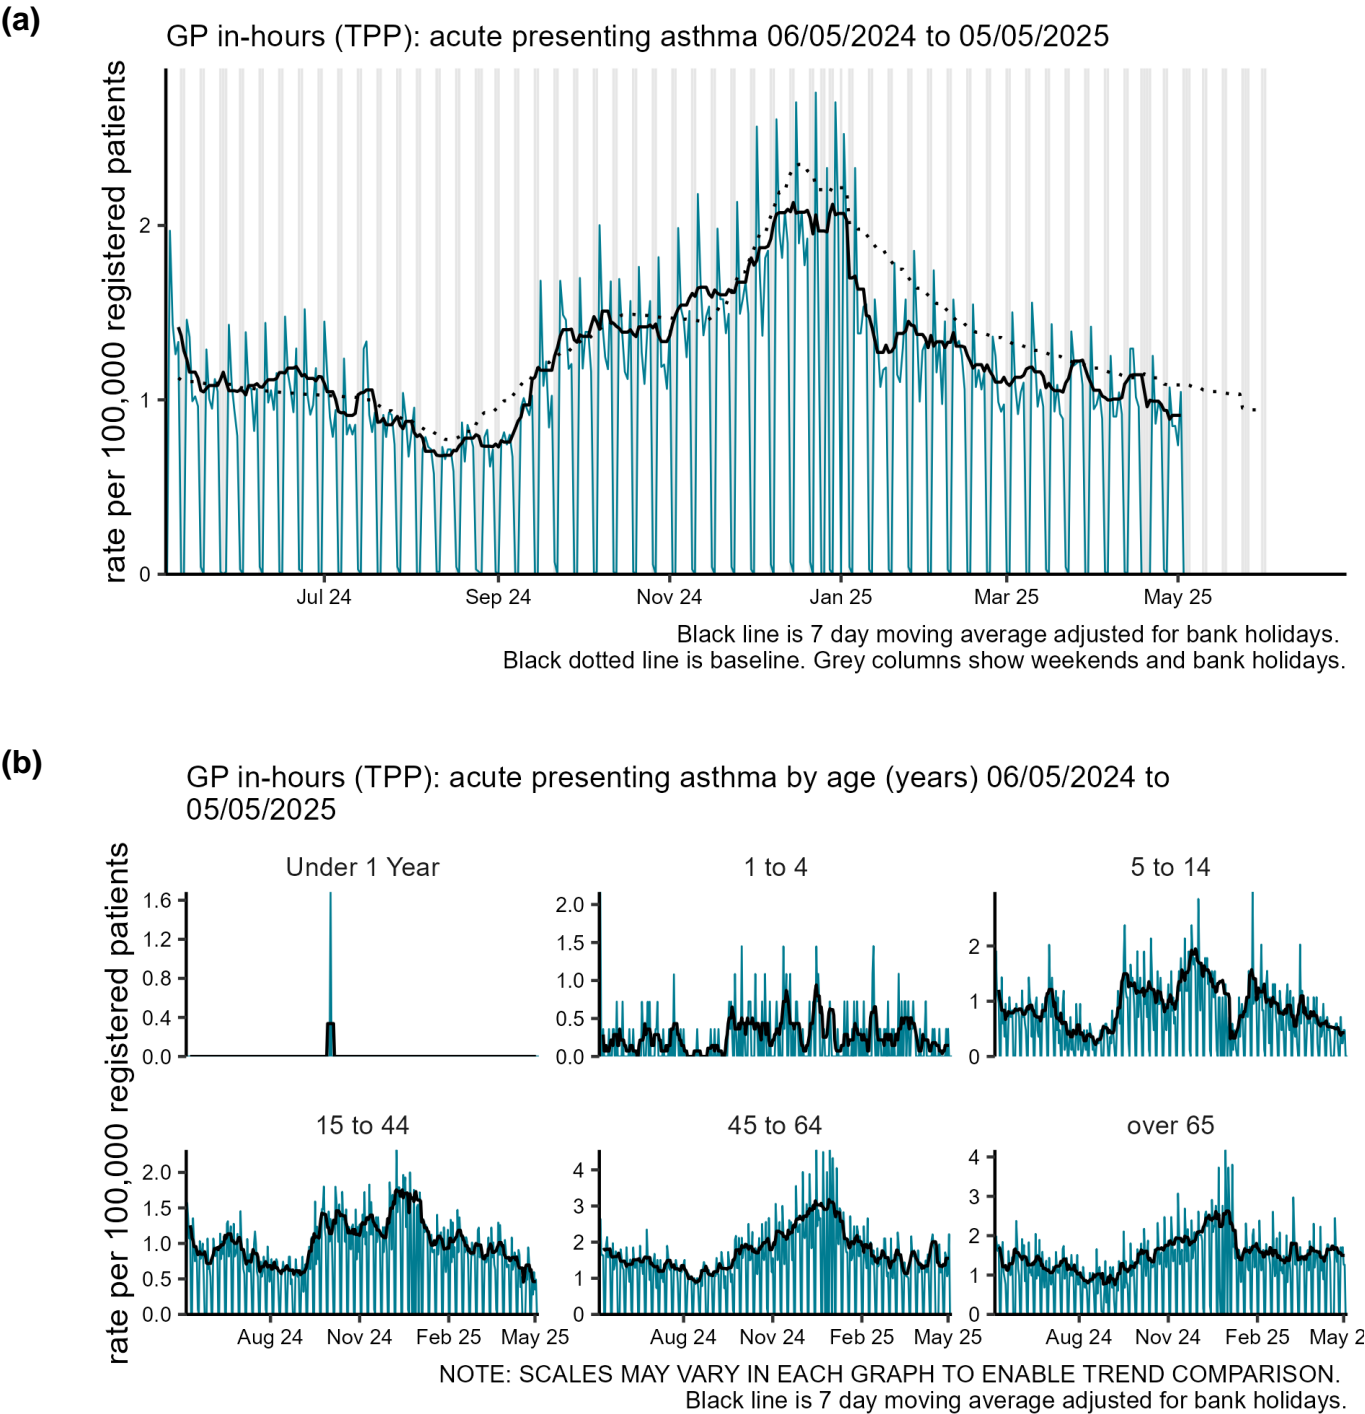 (a)
GP in-hours (TPP): acute presenting asthma 06/05/2024 to 05/05/2025
rate per 100,000 registered patients
2
1
0
Jul 24 Sep 24 Nov 24 Jan 25 Mar 25 May 25
Black line is 7 day moving average adjusted for bank holidays.
Black dotted line is baseline. Grey columns show weekends and bank holidays.
(b)
GP in-hours (TPP): acute presenting asthma by age (years) 06/05/2024 to
05/05/2025
rate per 100,000 registered patients
Under 1 Year
1.6
1.2
0.8
0.4
0.0
1 to 4
2.0
1.5
1.0
0.5
0.0
5 to 14
2
1
0
15 to 44
2.0
1.5
1.0
0.5
0.0
Aug 24 Nov 24 Feb 25 May 25
45 to 64
4
3
2
1
0
Aug 24 Nov 24 Feb 25 May 25
over 65
4
3
2
1
0
Aug 24 Nov 24 Feb 25 May 2
NOTE: SCALES MAY VARY IN EACH GRAPH TO ENABLE TREND COMPARISON.
Black line is 7 day moving average adjusted for bank holidays.